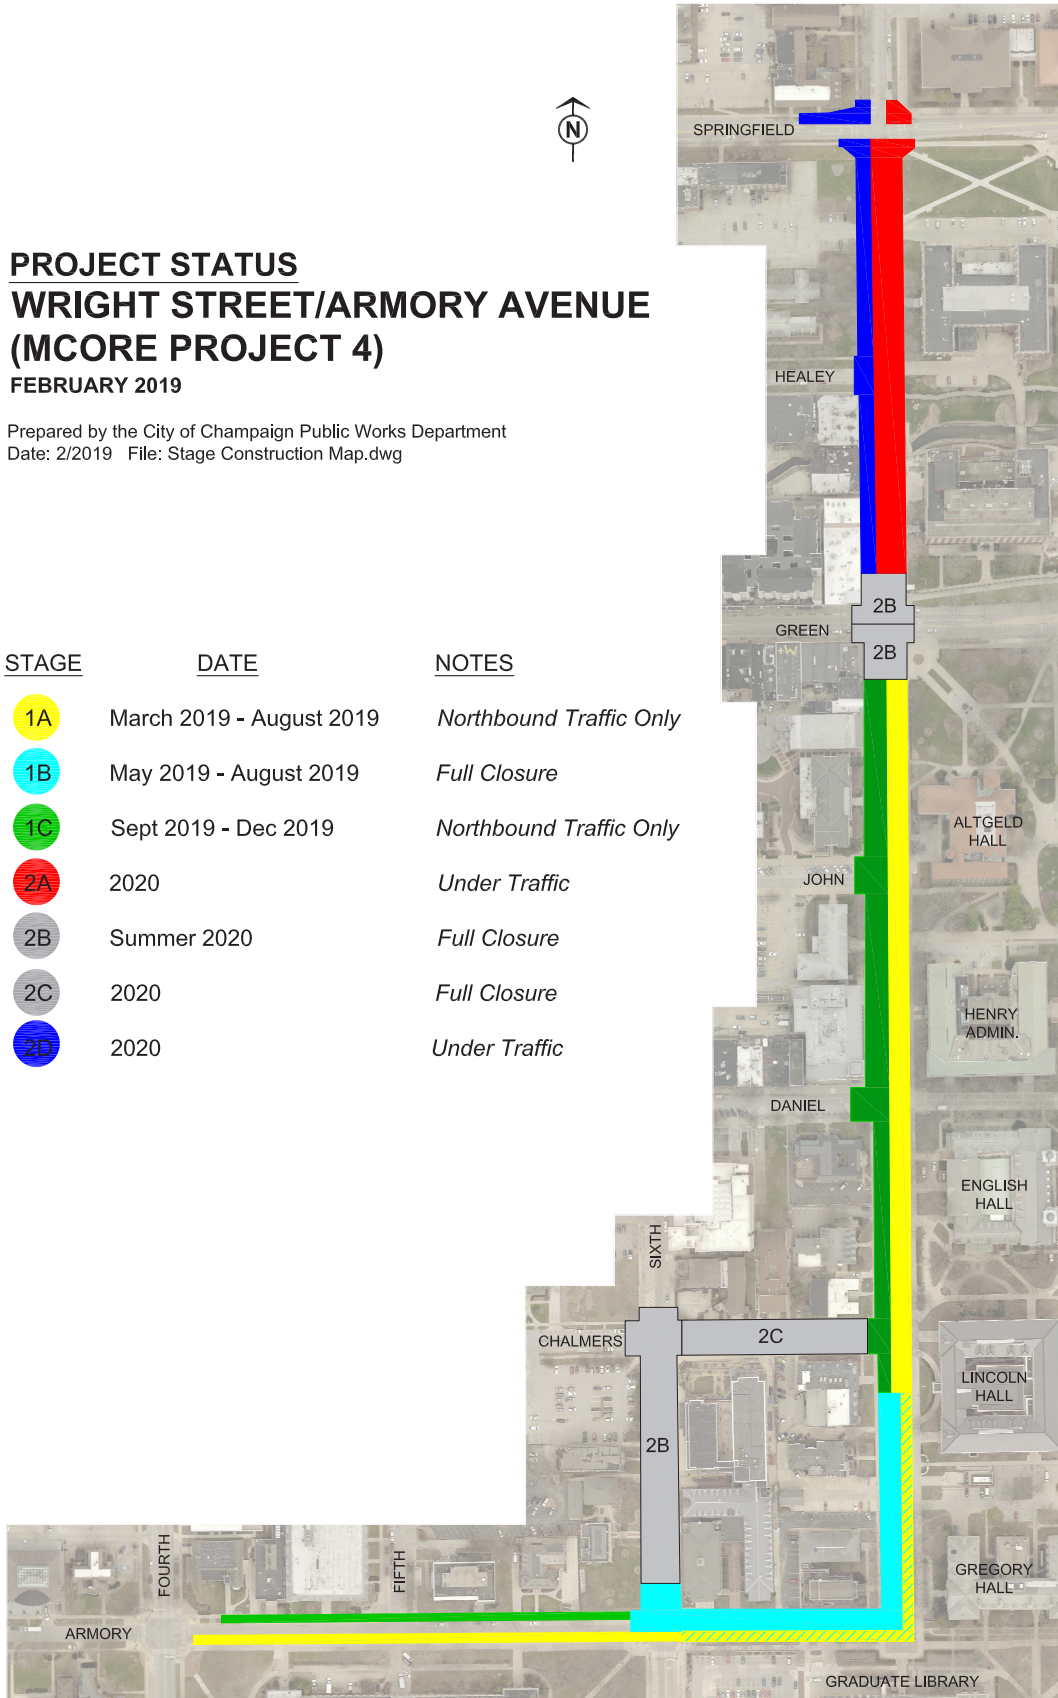 SPRINGFIELD
N
PROJECT STATUS
WRIGHT STREET/ARMORY AVENUE
(MCORE PROJECT 4)
FEBRUARY 2019
HEALEY
Prepared by the City of Champaign Public Works Department
Date: 2/2019 File: Stage Construction Map.dwg
2B
GREEN
2B
STAGE DATE NOTES
1A March 2019 - August 2019 Northbound Traffic Only
1B May 2019 - August 2019 Full Closure
1C Sept 2019 - Dec 2019 Northbound Traffic Only
2A 2020 Under Traffic
2B Summer 2020 Full Closure
2C 2020 Full Closure
2D 2020 Under Traffic
ALTGELD
HALL
JOHN
HENRY
ADMIN.
DANIEL
ENGLISH
HALL
SIXTH
CHALMERS
2C
LINCOLN
HALL
2B
FOURTH
FIFTH
GREGORY
HALL
ARMORY
GRADUATE LIBRARY